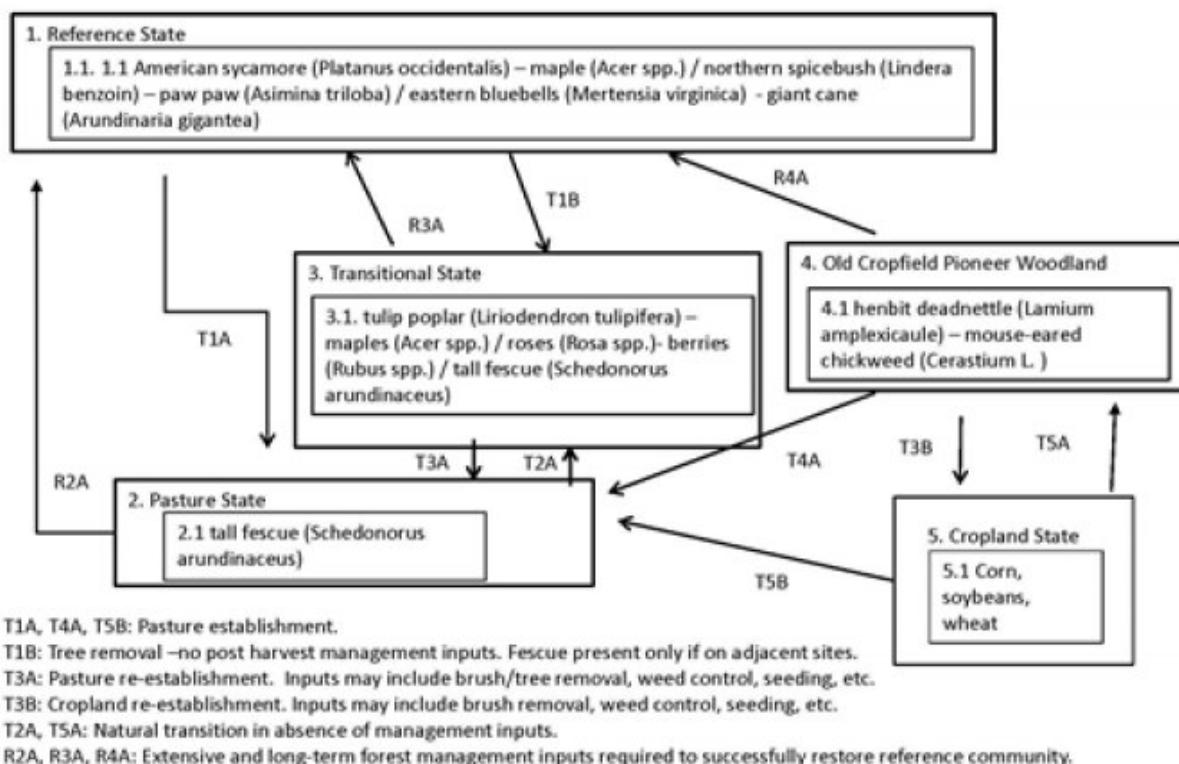 1. Reference State
1.1. 1.1 American sycamore (Platanus occidentalis) – maple (Acer spp.) / northern spicebush (Lindera
benzoin) – paw paw (Asimina triloba) / eastern bluebells (Mertensia virginica)  - giant cane
(Arundinaria gigantea)
R4A
T1B
R3A
3. Transitional State
3.1. tulip poplar (Liriodendron tulipifera) –
maples (Acer spp.) / roses (Rosa spp.)- berries
(Rubus spp.) / tall fescue (Schedonorus
arundinaceus)
4. Old Cropfield Pioneer Woodland
4.1 henbit deadnettle (Lamium
amplexicaule) – mouse-eared
chickweed (Cerastium L. )
T1A
R2A
T3A
T2A
T4A
T3B
T5A
2. Pasture State
2.1 tall fescue (Schedonorus
arundinaceus)
5. Cropland State
5.1 Corn,
soybeans,
wheat
T5B
T1A, T4A, T5B: Pasture establishment.
T1B: Tree removal –no post harvest management inputs. Fescue present only if on adjacent sites.
T3A: Pasture re-establishment.  Inputs may include brush/tree removal, weed control, seeding, etc.
T3B: Cropland re-establishment. Inputs may include brush removal, weed control, seeding, etc.
T2A, T5A: Natural transition in absence of management inputs.
R2A, R3A, R4A: Extensive and long-term forest management inputs required to successfully restore reference community.